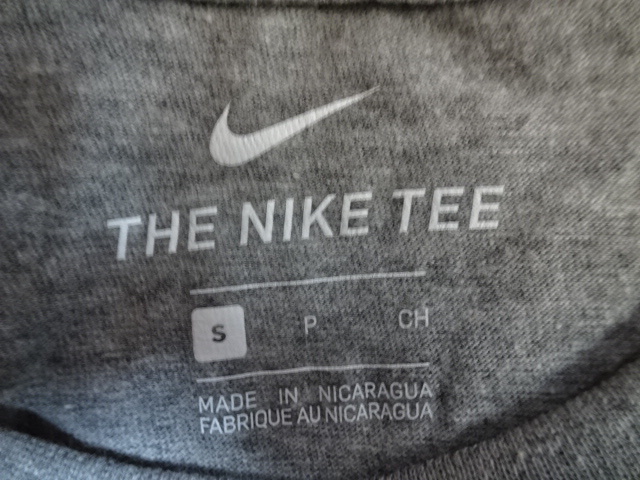 THE NIKE TEE
S P CH
MADE IN NICARAGUA
FABRIQUE AU NICARAGUA